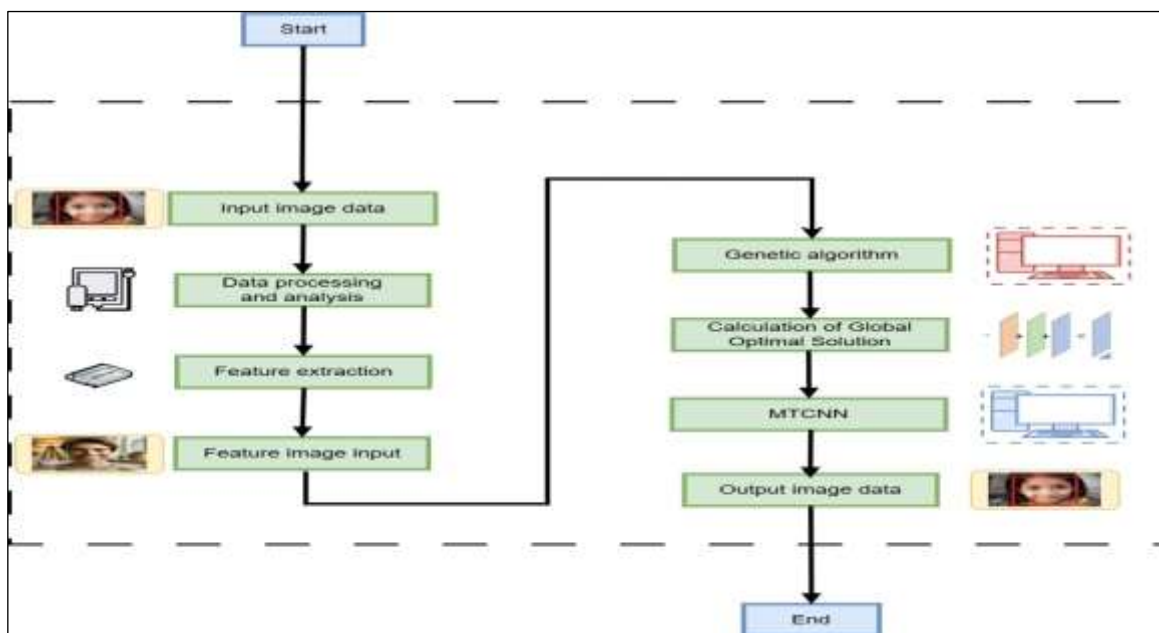 Start
Input image data
Data processing
and analysis
Feature extraction
Feature image input
Genetic algorithm
Calculation of Global
Optimal Solution
MTCNN
Output image data
End